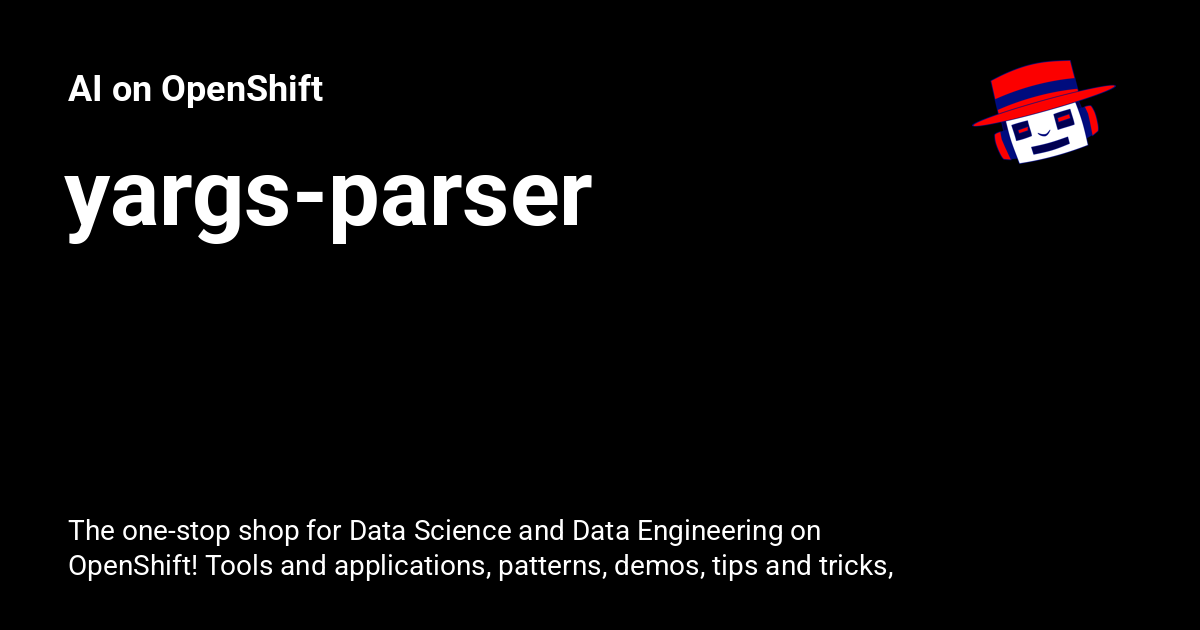 AI on OpenShift
yargs-parser
The one-stop shop for Data Science and Data Engineering on
OpenShift! Tools and applications, patterns, demos, tips and tricks,